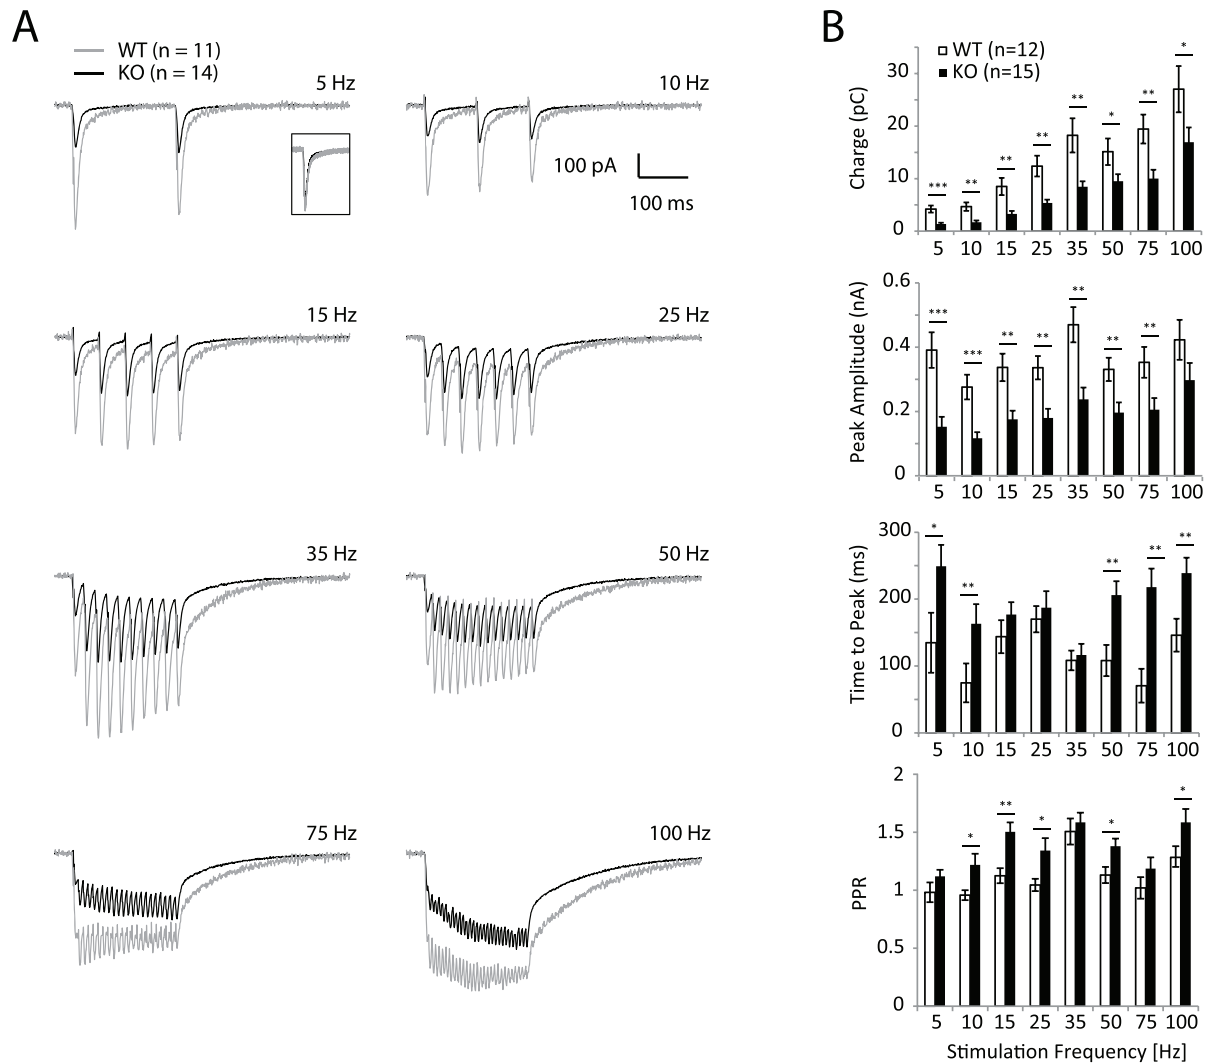 A
WT (n = 11)
KO (n = 14)
5 Hz
10 Hz
100 pA
100 ms
15 Hz
25 Hz
35 Hz
50 Hz
75 Hz
100 Hz
B
WT (n=12)
KO (n=15)
Charge (pC)
30
20
10
0
*** ** ** ** ** * ** *
5 10 15 25 35 50 75 100
Peak Amplitude (nA)
0.6
0.4
0.2
0
*** *** ** ** ** ** **
5 10 15 25 35 50 75 100
Time to Peak (ms)
300
200
100
0
* ** ** ** **
5 10 15 25 35 50 75 100
PPR
2
1.5
1
0.5
0
* ** * * *
5 10 15 25 35 50 75 100
Stimulation Frequency [Hz]